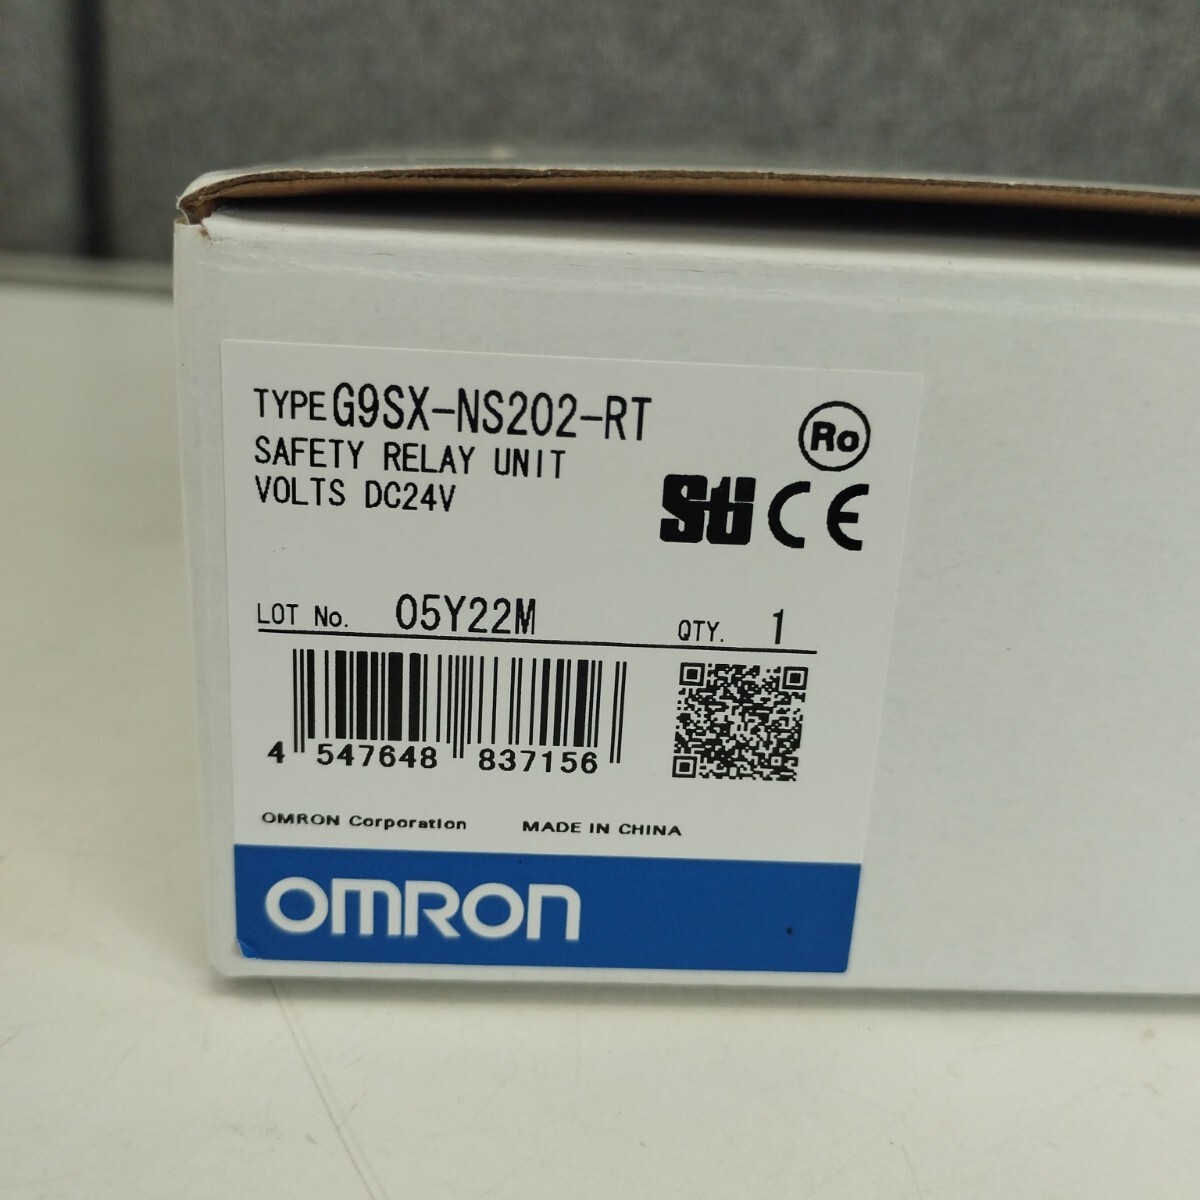 TYPE G9SX-NS202-RT
SAFETY RELAY UNIT
VOLTS DC24V
Ro
Sti CE
LOT No. 05Y22M QTY. 1
4 547648 837156
OMRON Corporation MADE IN CHINA
OMRON